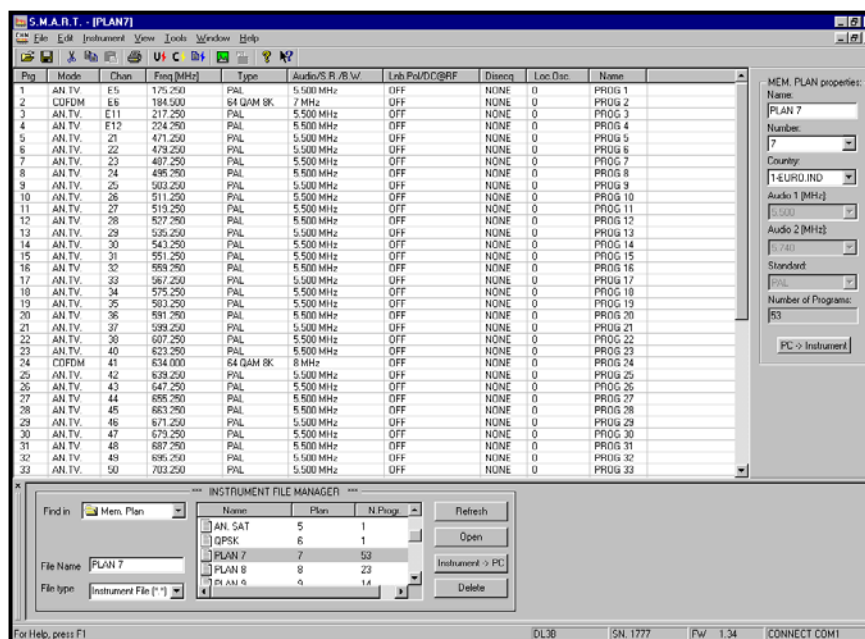 S.M.A.R.T. - [PLAN7]
File Edit Instrument View Tools Window Help
Prg Mode Chan Freq.[MHz] Type Audio/S.R./B.W. Lnb.Pol/DC@RF Disecq Loc.Osc. Name
1 AN.TV. E5 175.250 PAL 5.500 MHz OFF NONE 0 PROG 1
2 COFDM E6 184.500 64 QAM 8K 7 MHz OFF NONE 0 PROG 2
3 AN.TV. E11 217.250 PAL 5.500 MHz OFF NONE 0 PROG 3
4 AN.TV. E12 224.250 PAL 5.500 MHz OFF NONE 0 PROG 4
5 AN.TV. 21 471.250 PAL 5.500 MHz OFF NONE 0 PROG 5
6 AN.TV. 22 479.250 PAL 5.500 MHz OFF NONE 0 PROG 6
7 AN.TV. 23 487.250 PAL 5.500 MHz OFF NONE 0 PROG 7
8 AN.TV. 24 495.250 PAL 5.500 MHz OFF NONE 0 PROG 8
9 AN.TV. 25 503.250 PAL 5.500 MHz OFF NONE 0 PROG 9
10 AN.TV. 26 511.250 PAL 5.500 MHz OFF NONE 0 PROG 10
11 AN.TV. 27 519.250 PAL 5.500 MHz OFF NONE 0 PROG 11
12 AN.TV. 28 527.250 PAL 5.500 MHz OFF NONE 0 PROG 12
13 AN.TV. 29 535.250 PAL 5.500 MHz OFF NONE 0 PROG 13
14 AN.TV. 30 543.250 PAL 5.500 MHz OFF NONE 0 PROG 14
15 AN.TV. 31 551.250 PAL 5.500 MHz OFF NONE 0 PROG 15
16 AN.TV. 32 559.250 PAL 5.500 MHz OFF NONE 0 PROG 16
17 AN.TV. 33 567.250 PAL 5.500 MHz OFF NONE 0 PROG 17
18 AN.TV. 34 575.250 PAL 5.500 MHz OFF NONE 0 PROG 18
19 AN.TV. 35 583.250 PAL 5.500 MHz OFF NONE 0 PROG 19
20 AN.TV. 36 591.250 PAL 5.500 MHz OFF NONE 0 PROG 20
21 AN.TV. 37 599.250 PAL 5.500 MHz OFF NONE 0 PROG 21
22 AN.TV. 38 607.250 PAL 5.500 MHz OFF NONE 0 PROG 22
23 AN.TV. 40 623.250 PAL 5.500 MHz OFF NONE 0 PROG 23
24 COFDM 41 634.000 64 QAM 8K 8 MHz OFF NONE 0 PROG 24
25 AN.TV. 42 639.250 PAL 5.500 MHz OFF NONE 0 PROG 25
26 AN.TV. 43 647.250 PAL 5.500 MHz OFF NONE 0 PROG 26
27 AN.TV. 44 655.250 PAL 5.500 MHz OFF NONE 0 PROG 27
28 AN.TV. 45 663.250 PAL 5.500 MHz OFF NONE 0 PROG 28
29 AN.TV. 46 671.250 PAL 5.500 MHz OFF NONE 0 PROG 29
30 AN.TV. 47 679.250 PAL 5.500 MHz OFF NONE 0 PROG 30
31 AN.TV. 48 687.250 PAL 5.500 MHz OFF NONE 0 PROG 31
32 AN.TV. 49 695.250 PAL 5.500 MHz OFF NONE 0 PROG 32
33 AN.TV. 50 703.250 PAL 5.500 MHz OFF NONE 0 PROG 33
MEM. PLAN properties:
Name:
PLAN 7
Number:
7
Country:
1-EURO.IND
Audio 1 [MHz]
5.500
Audio 2 [MHz]:
5.740
Standard:
PAL
Number of Programs:
53
PC -> Instrument
*** INSTRUMENT FILE MANAGER ***
Find in Mem. Plan
File Name PLAN 7
File type Instrument File (*.*)
Name Plan N.Progr.
AN. SAT 5 1
QPSK 6 1
PLAN 7 7 53
PLAN 8 8 23
PLAN 9 9 14
Refresh
Open
Instrument -> PC
Delete
For Help, press F1 DL3B SN. 1777 FW 1.34 CONNECT COM1